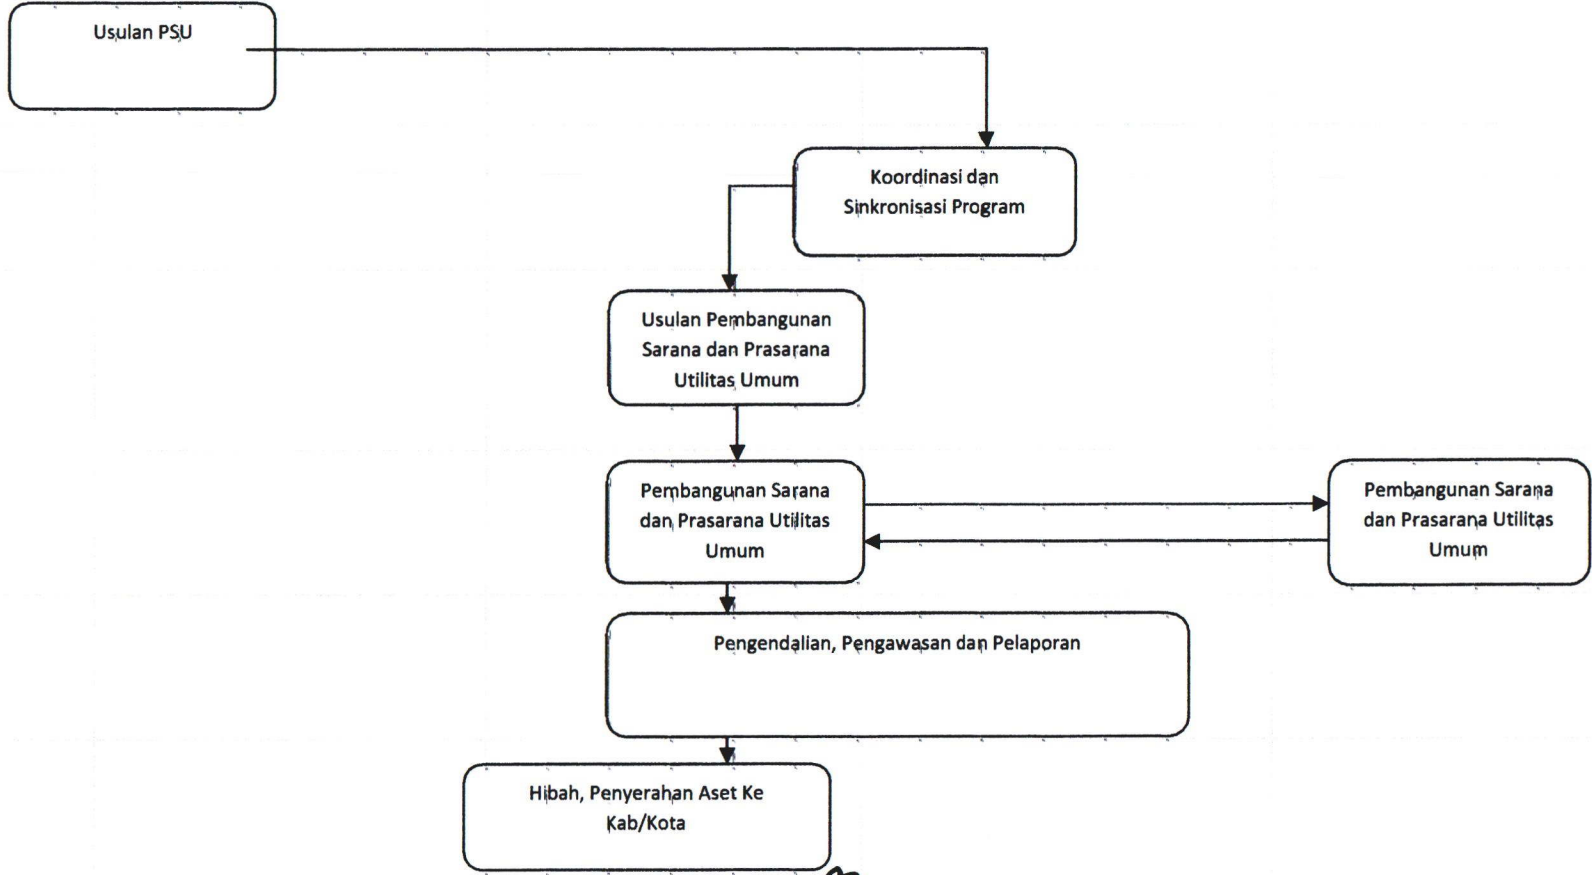 Usulan PSU
Koordinasi dan
Sinkronisasi Program
Usulan Pembangunan
Sarana dan Prasarana
Utilitas Umum
Pembangunan Sarana
dan Prasarana Utilitas
Umum
Pembangunan Sarana
dan Prasarana Utilitas
Umum
Pengendalian, Pengawasan dan Pelaporan
Hibah, Penyerahan Aset Ke
Kab/Kota